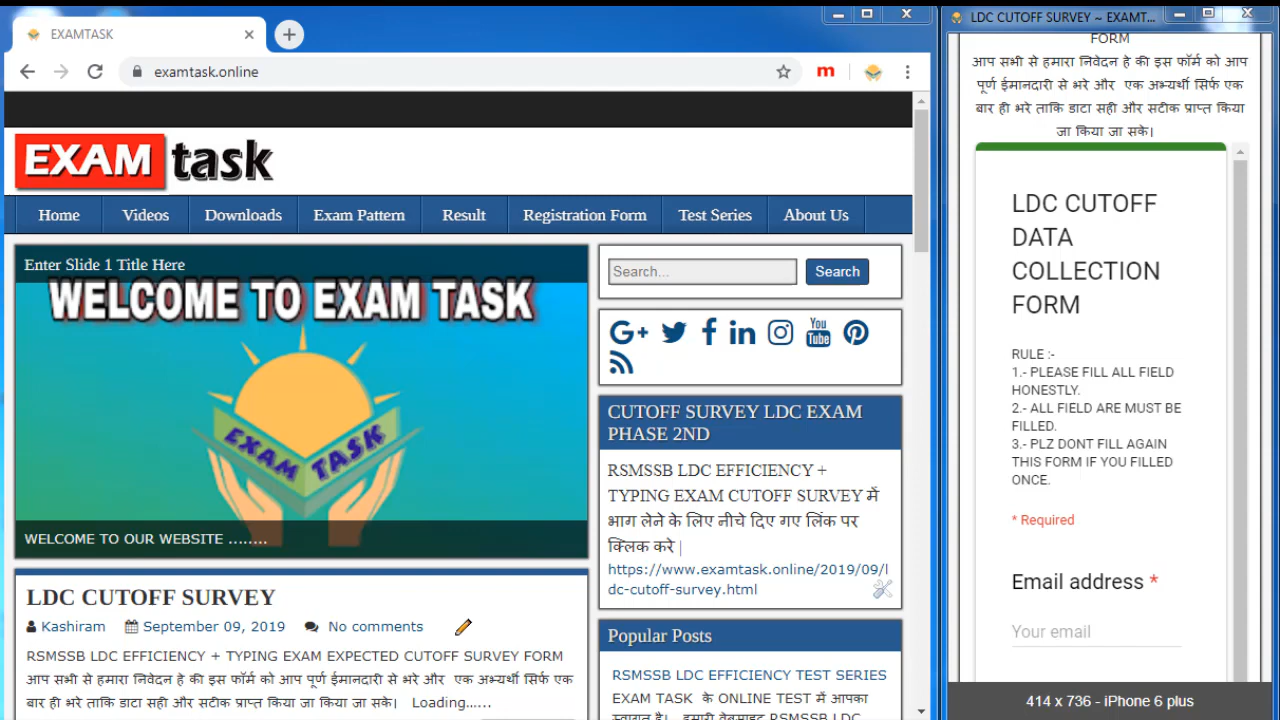 EXAMTASK
examtask.online
m
EXAM task
Home Videos Downloads Exam Pattern Result Registration Form Test Series About Us
Enter Slide 1 Title Here
WELCOME TO EXAM TASK
EXAM TASK
WELCOME TO OUR WEBSITE ........
LDC CUTOFF SURVEY
Kashiram September 09, 2019 No comments
RSMSSB LDC EFFICIENCY + TYPING EXAM EXPECTED CUTOFF SURVEY FORM
आप सभी से हमारा निवेदन है की इस फॉर्म को आप पूर्ण ईमानदारी से भरे और एक अभ्यर्थी सिर्फ एक
बार ही भरे ताकि डाटा सही और सटीक प्राप्त किया जा किया जा सके। Loading…...
Search... Search
You
Tube
CUTOFF SURVEY LDC EXAM
PHASE 2ND
RSMSSB LDC EFFICIENCY +
TYPING EXAM CUTOFF SURVEY में
भाग लेने के लिए नीचे दिए गए लिंक पर
क्लिक करे |
https://www.examtask.online/2019/09/l
dc-cutoff-survey.html
Popular Posts
RSMSSB LDC EFFICIENCY TEST SERIES
EXAM TASK के ONLINE TEST में आपका
स्वागत है। हमारी वेबसाइट RSMSSB LDC
LDC CUTOFF SURVEY ~ EXAMT...
FORM
आप सभी से हमारा निवेदन है की इस फॉर्म को आप
पूर्ण ईमानदारी से भरे और एक अभ्यर्थी सिर्फ एक
बार ही भरे ताकि डाटा सही और सटीक प्राप्त किया
जा किया जा सके।
LDC CUTOFF
DATA
COLLECTION
FORM
RULE :-
1.- PLEASE FILL ALL FIELD
HONESTLY.
2.- ALL FIELD ARE MUST BE
FILLED.
3.- PLZ DONT FILL AGAIN
THIS FORM IF YOU FILLED
ONCE.
* Required
Email address *
Your email
414 x 736 - iPhone 6 plus